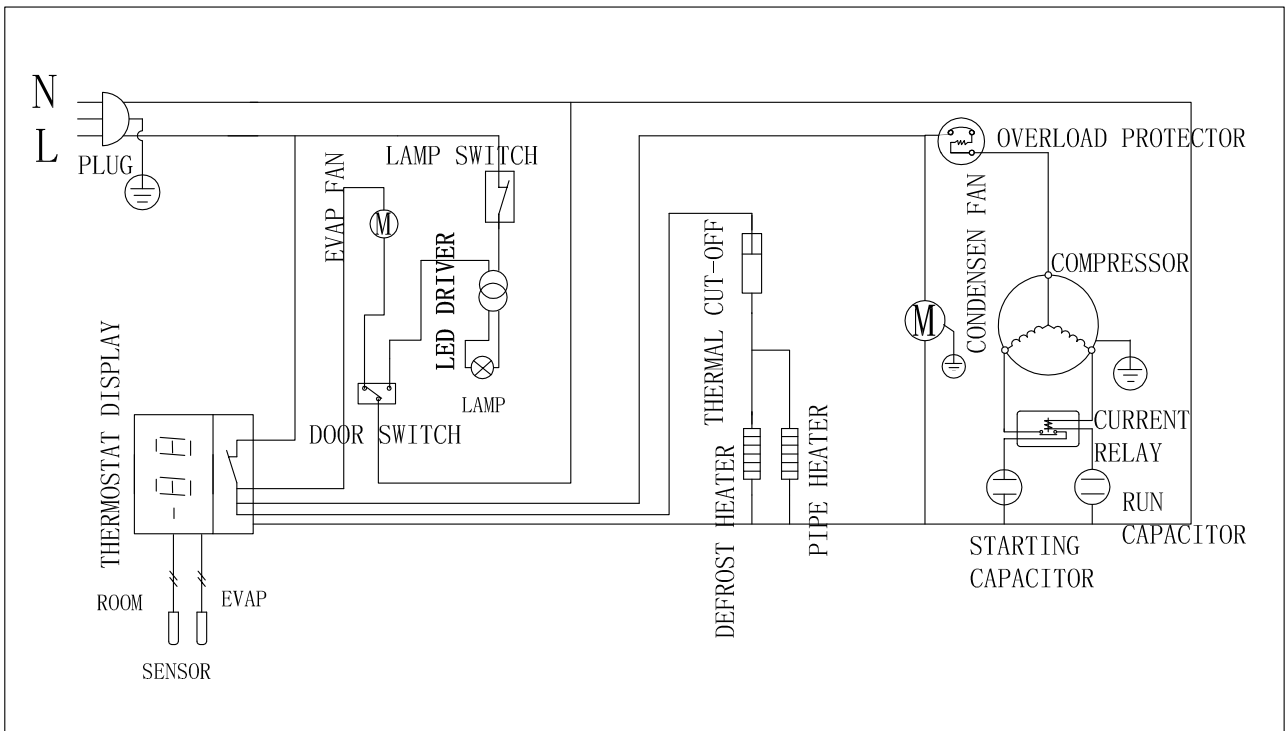 N
L
PLUG
LAMP SWITCH
EVAP FAN
M
LED DRIVER
LAMP
DOOR SWITCH
THERMOSTAT DISPLAY
ROOM
EVAP
SENSOR
THERMAL CUT-OFF
DEFROST HEATER
PIPE HEATER
OVERLOAD PROTECTOR
CONDENSEN FAN
M
COMPRESSOR
CURRENT
RELAY
RUN
CAPACITOR
STARTING
CAPACITOR